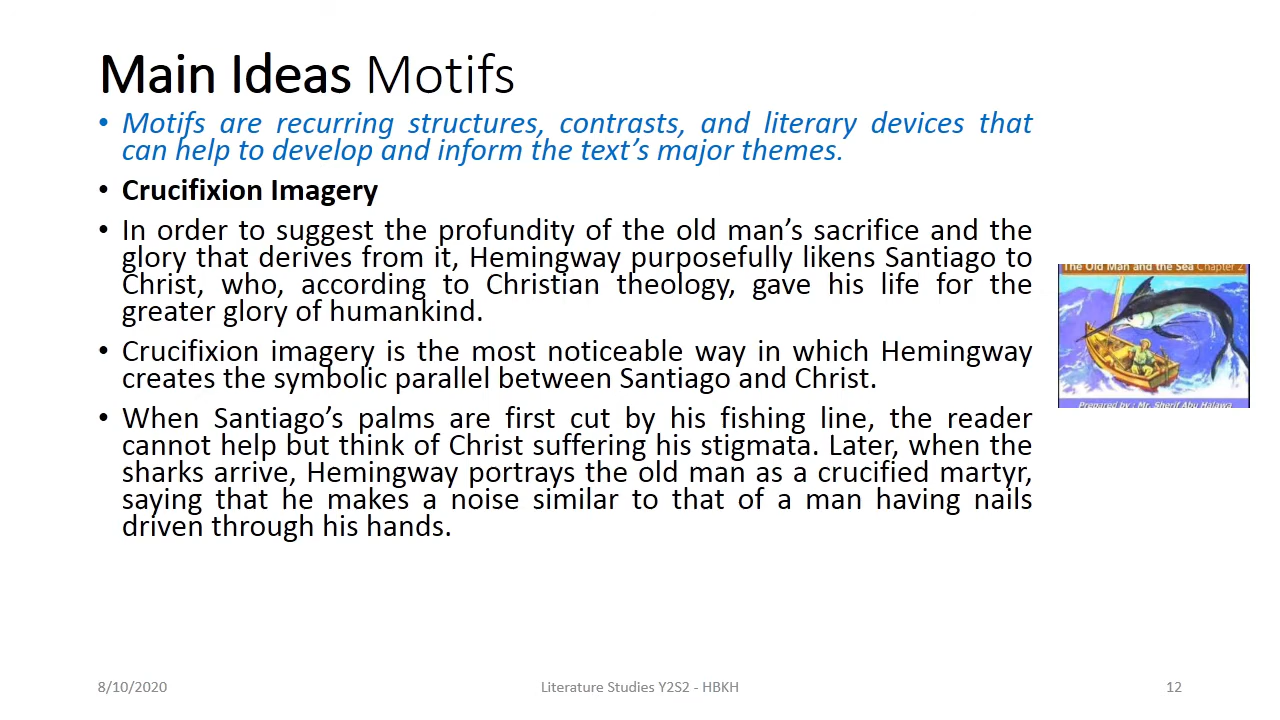 Main Ideas Motifs
• Motifs are recurring structures, contrasts, and literary devices that
can help to develop and inform the text’s major themes.
• Crucifixion Imagery
• In order to suggest the profundity of the old man’s sacrifice and the
glory that derives from it, Hemingway purposefully likens Santiago to
Christ, who, according to Christian theology, gave his life for the
greater glory of humankind.
• Crucifixion imagery is the most noticeable way in which Hemingway
creates the symbolic parallel between Santiago and Christ.
• When Santiago’s palms are first cut by his fishing line, the reader
cannot help but think of Christ suffering his stigmata. Later, when the
sharks arrive, Hemingway portrays the old man as a crucified martyr,
saying that he makes a noise similar to that of a man having nails
driven through his hands.
The Old Man and the Sea Chapter 2
Prepared by : Mr. Sherif Abu Halawa
8/10/2020
Literature Studies Y2S2 - HBKH
12